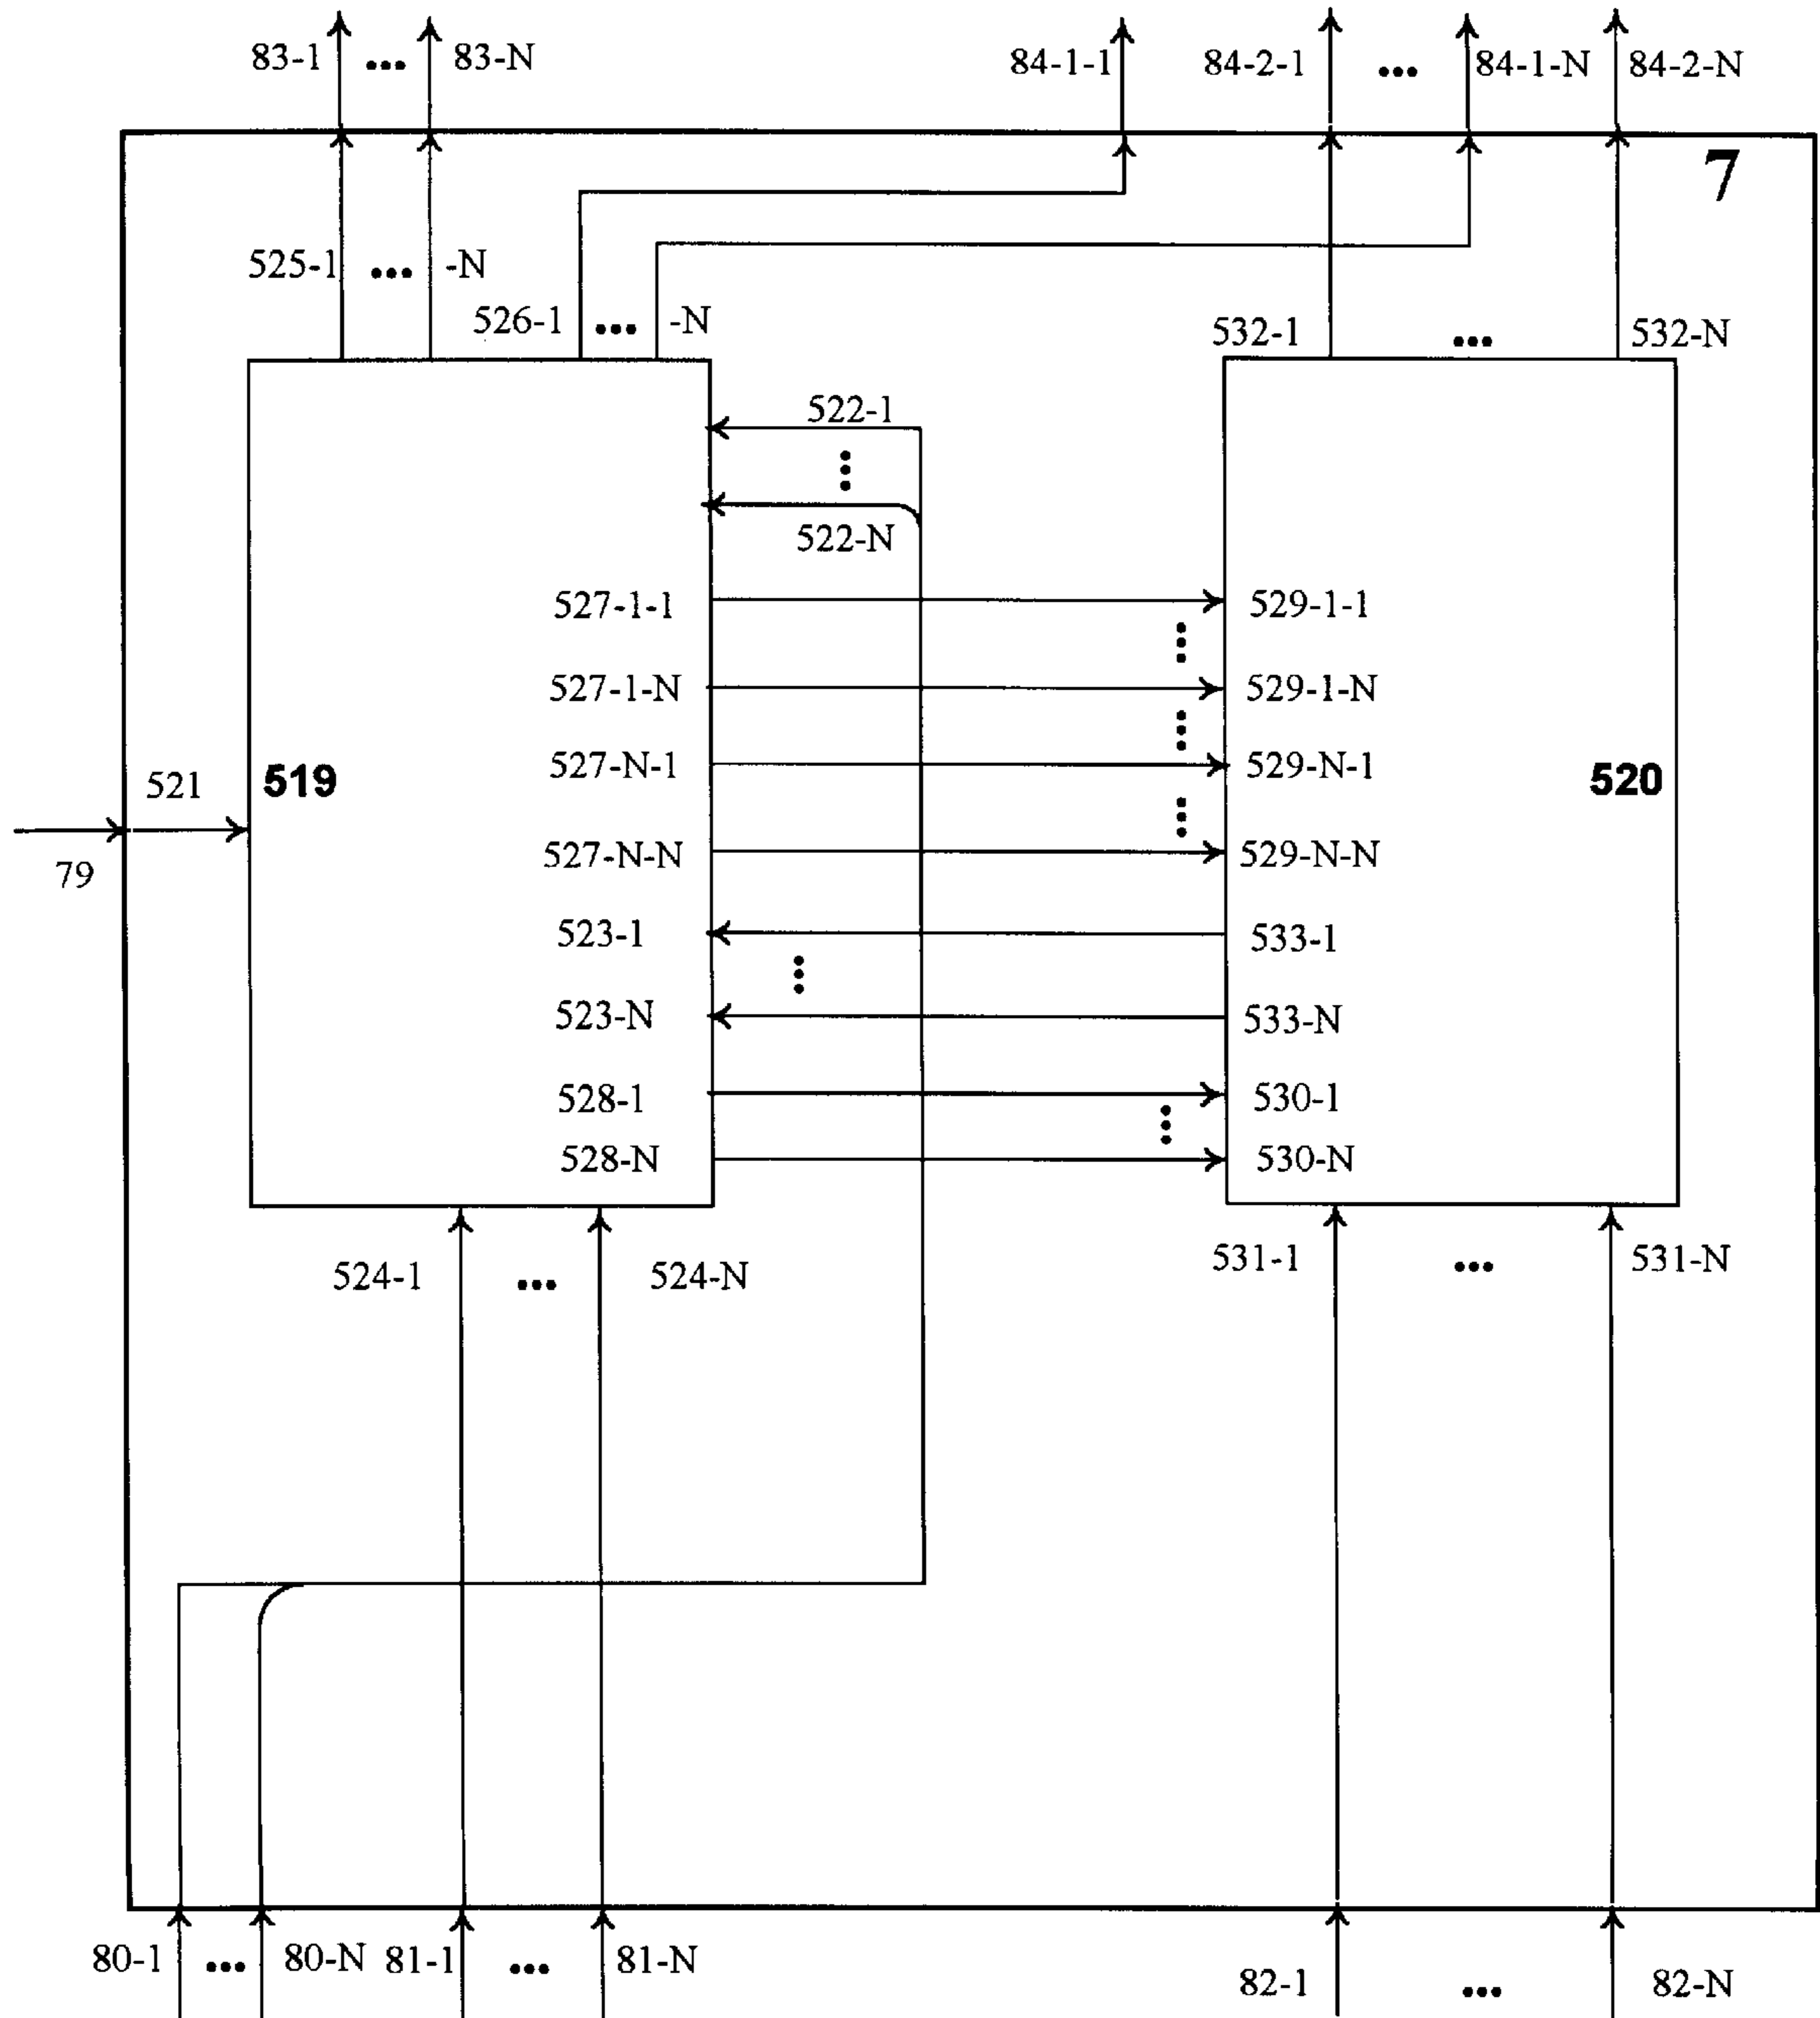 83-1 ... 83-N 84-1-1 84-2-1 ... 84-1-N 84-2-N
7
525-1 ... -N
526-1 ... -N 532-1 ... 532-N
522-1
522-N
527-1-1 529-1-1
527-1-N 529-1-N
527-N-1 529-N-1
521 519 520
527-N-N 529-N-N
79
523-1 533-1
523-N 533-N
528-1 530-1
528-N 530-N
524-1 ... 524-N 531-1 ... 531-N
80-1 ... 80-N 81-1 ... 81-N 82-1 ... 82-N